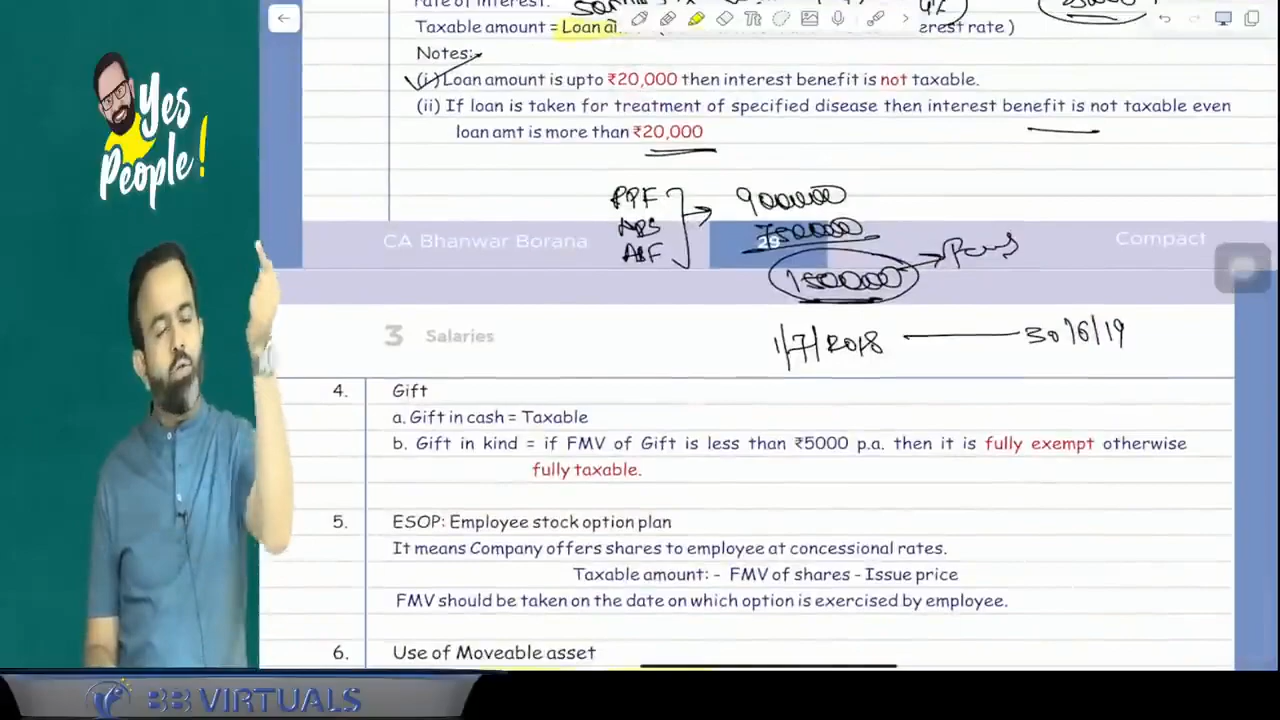 rate of interest.
Taxable amount = Loan a
erest rate )
Notes:
(i) Loan amount is upto ₹20,000 then interest benefit is not taxable.
(ii) If loan is taken for treatment of specified disease then interest benefit is not taxable even
loan amt is more than ₹20,000
Yes
People!
CA Bhanwar Borana
29
Compact
1500000
1/7/2018 30/6/19
3 Salaries
4. Gift
a. Gift in cash = Taxable
b. Gift in kind = if FMV of Gift is less than ₹5000 p.a. then it is fully exempt otherwise
fully taxable.
5. ESOP: Employee stock option plan
It means Company offers shares to employee at concessional rates.
Taxable amount: - FMV of shares - Issue price
FMV should be taken on the date on which option is exercised by employee.
6. Use of Moveable asset
BB VIRTUALS